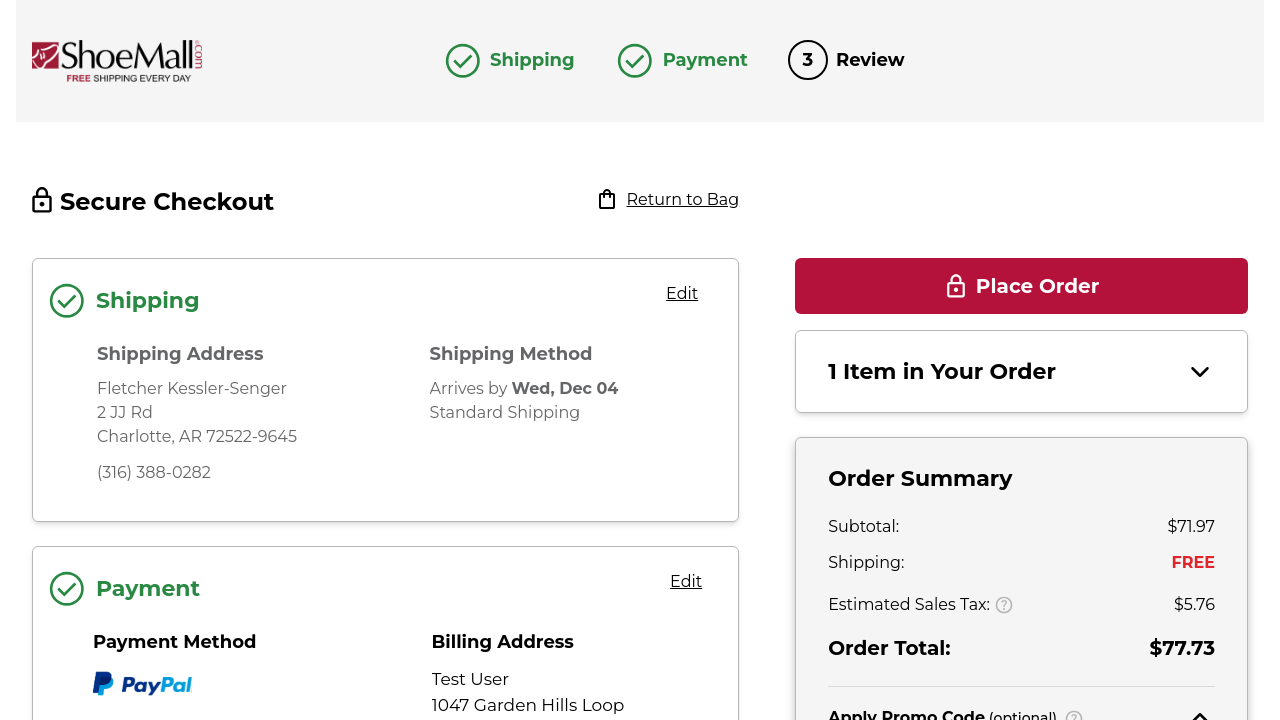 ShoeMall.com
FREE SHIPPING EVERY DAY
Shipping
Payment
3 Review
Secure Checkout
Return to Bag
Shipping
Edit
Shipping Address
Fletcher Kessler-Senger
2 JJ Rd
Charlotte, AR 72522-9645
(316) 388-0282
Shipping Method
Arrives by Wed, Dec 04
Standard Shipping
Payment
Edit
Payment Method
PayPal
Billing Address
Test User
1047 Garden Hills Loop
Place Order
1 Item in Your Order
Order Summary
Subtotal: $71.97
Shipping: FREE
Estimated Sales Tax: ? $5.76
Order Total: $77.73
Apply Promo Code (optional) ?